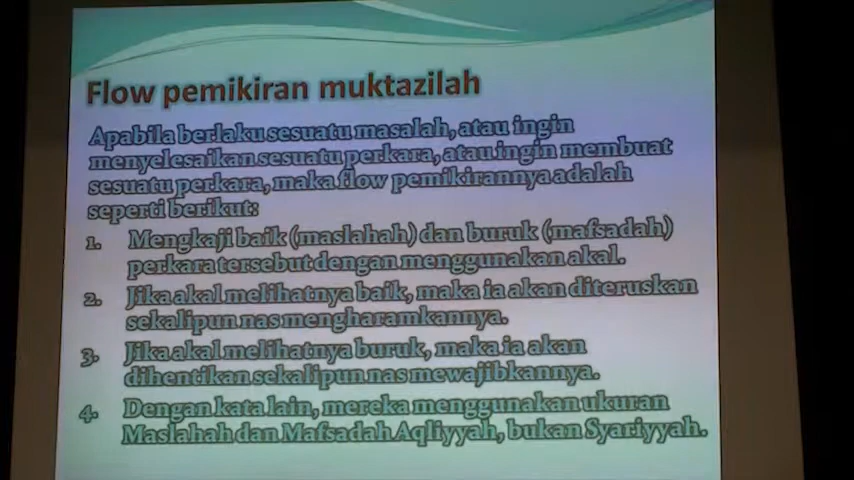 Flow pemikiran muktazilah
Apabila berlaku sesuatu masalah, atau ingin
menyelesaikan sesuatu perkara, atau ingin membuat
sesuatu perkara, maka flow pemikirannya adalah
seperti berikut:
1. Mengkaji baik (maslahah) dan buruk (mafsadah)
perkara tersebut dengan menggunakan akal.
2. Jika akal melihatnya baik, maka ia akan diteruskan
sekalipun nas mengharamkannya.
3. Jika akal melihatnya buruk, maka ia akan
dihentikan sekalipun nas mewajibkannya.
4. Dengan kata lain, mereka menggunakan ukuran
Maslahah dan Mafsadah Aqliyyah, bukan Syariyyah.